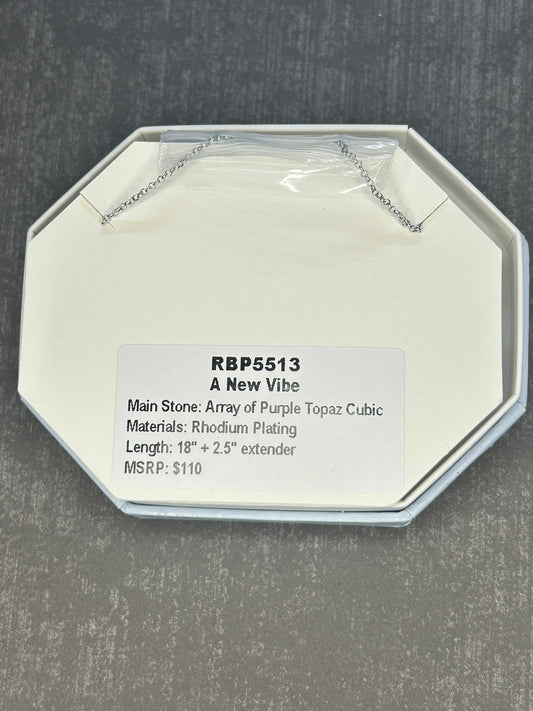 RBP5513
A New Vibe
Main Stone: Array of Purple Topaz Cubic
Materials: Rhodium Plating
Length: 18" + 2.5" extender
MSRP: $110